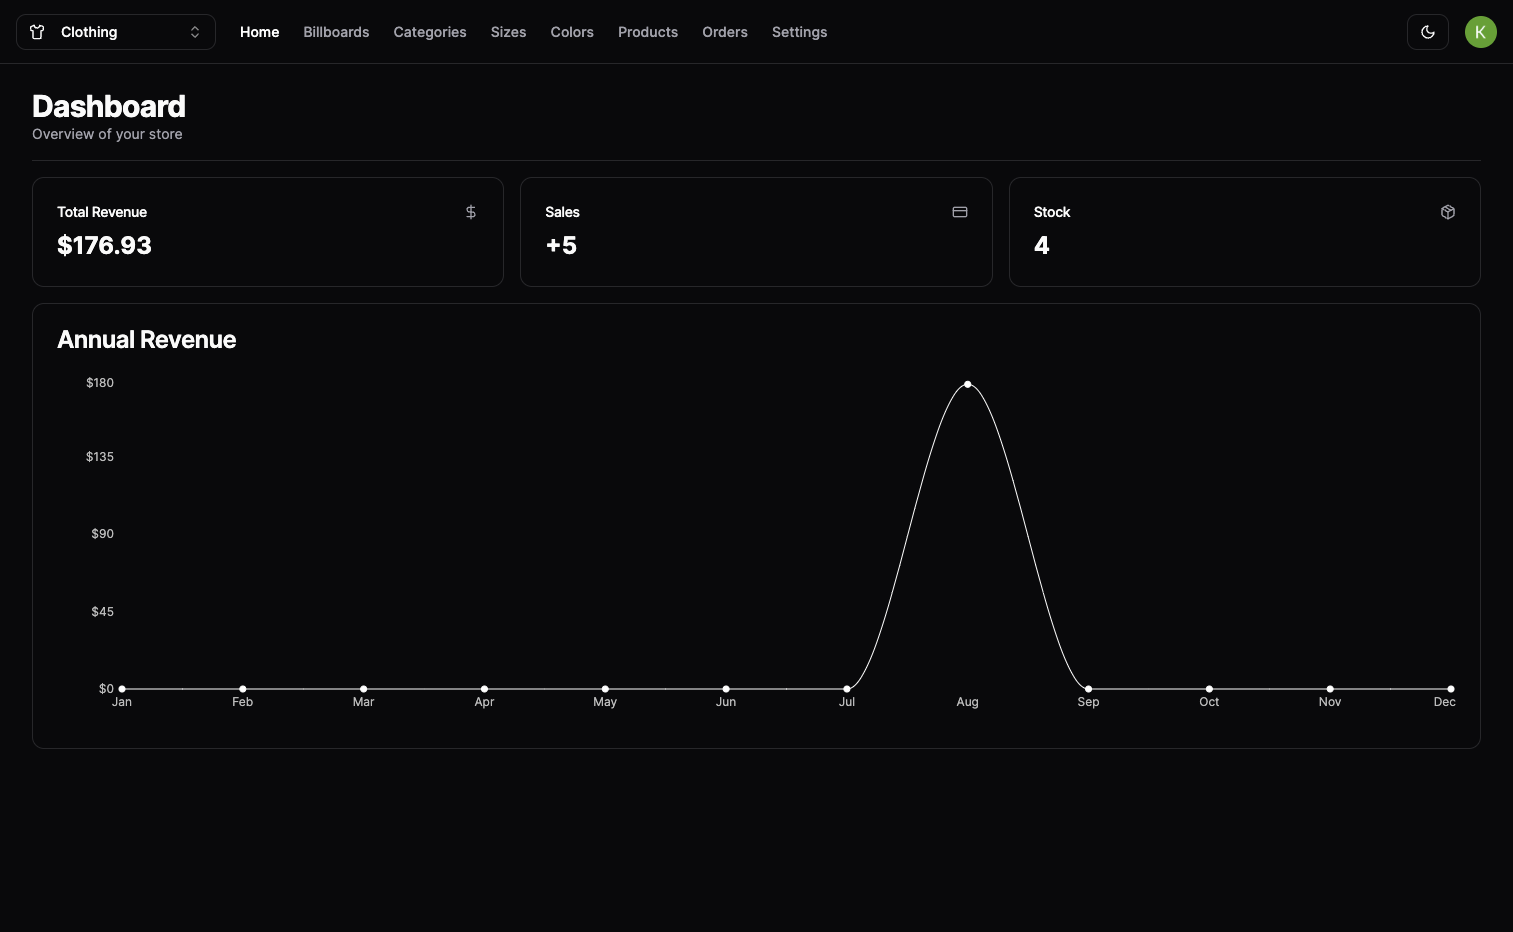 Clothing Home Billboards Categories Sizes Colors Products Orders Settings K
Dashboard
Overview of your store
Total Revenue
$176.93
Sales
+5
Stock
4
Annual Revenue
$180
$135
$90
$45
$0
Jan Feb Mar Apr May Jun Jul Aug Sep Oct Nov Dec